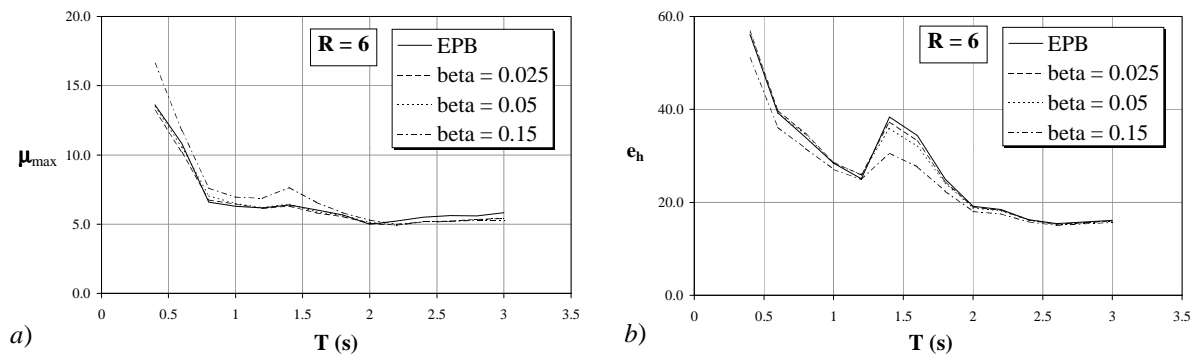 20.0
15.0
10.0
5.0
0.0
μmax
R = 6
EPB
beta = 0.025
beta = 0.05
beta = 0.15
0.0 0.5 1 1.5 2 2.5 3 3.5
T (s)
a)
60.0
40.0
20.0
0.0
eh
R = 6
EPB
beta = 0.025
beta = 0.05
beta = 0.15
0 0.5 1 1.5 2 2.5 3 3.5
T (s)
b)